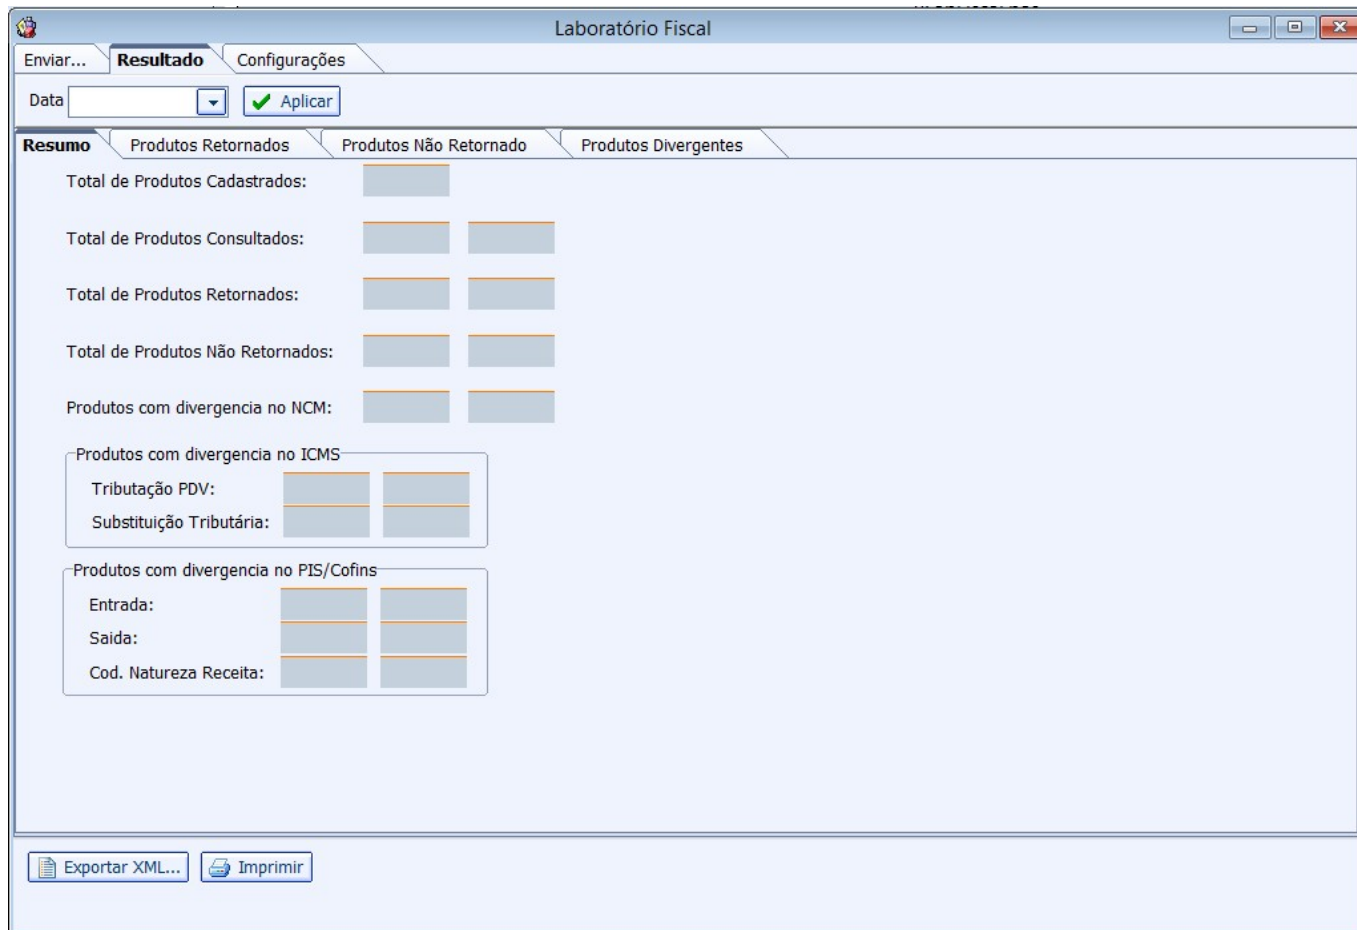 Laboratório Fiscal
Enviar... Resultado Configurações
Data Aplicar
Resumo Produtos Retornados Produtos Não Retornado Produtos Divergentes
Total de Produtos Cadastrados:
Total de Produtos Consultados:
Total de Produtos Retornados:
Total de Produtos Não Retornados:
Produtos com divergencia no NCM:
Produtos com divergencia no ICMS
Tributação PDV:
Substituição Tributária:
Produtos com divergencia no PIS/Cofins
Entrada:
Saida:
Cod. Natureza Receita:
Exportar XML... Imprimir